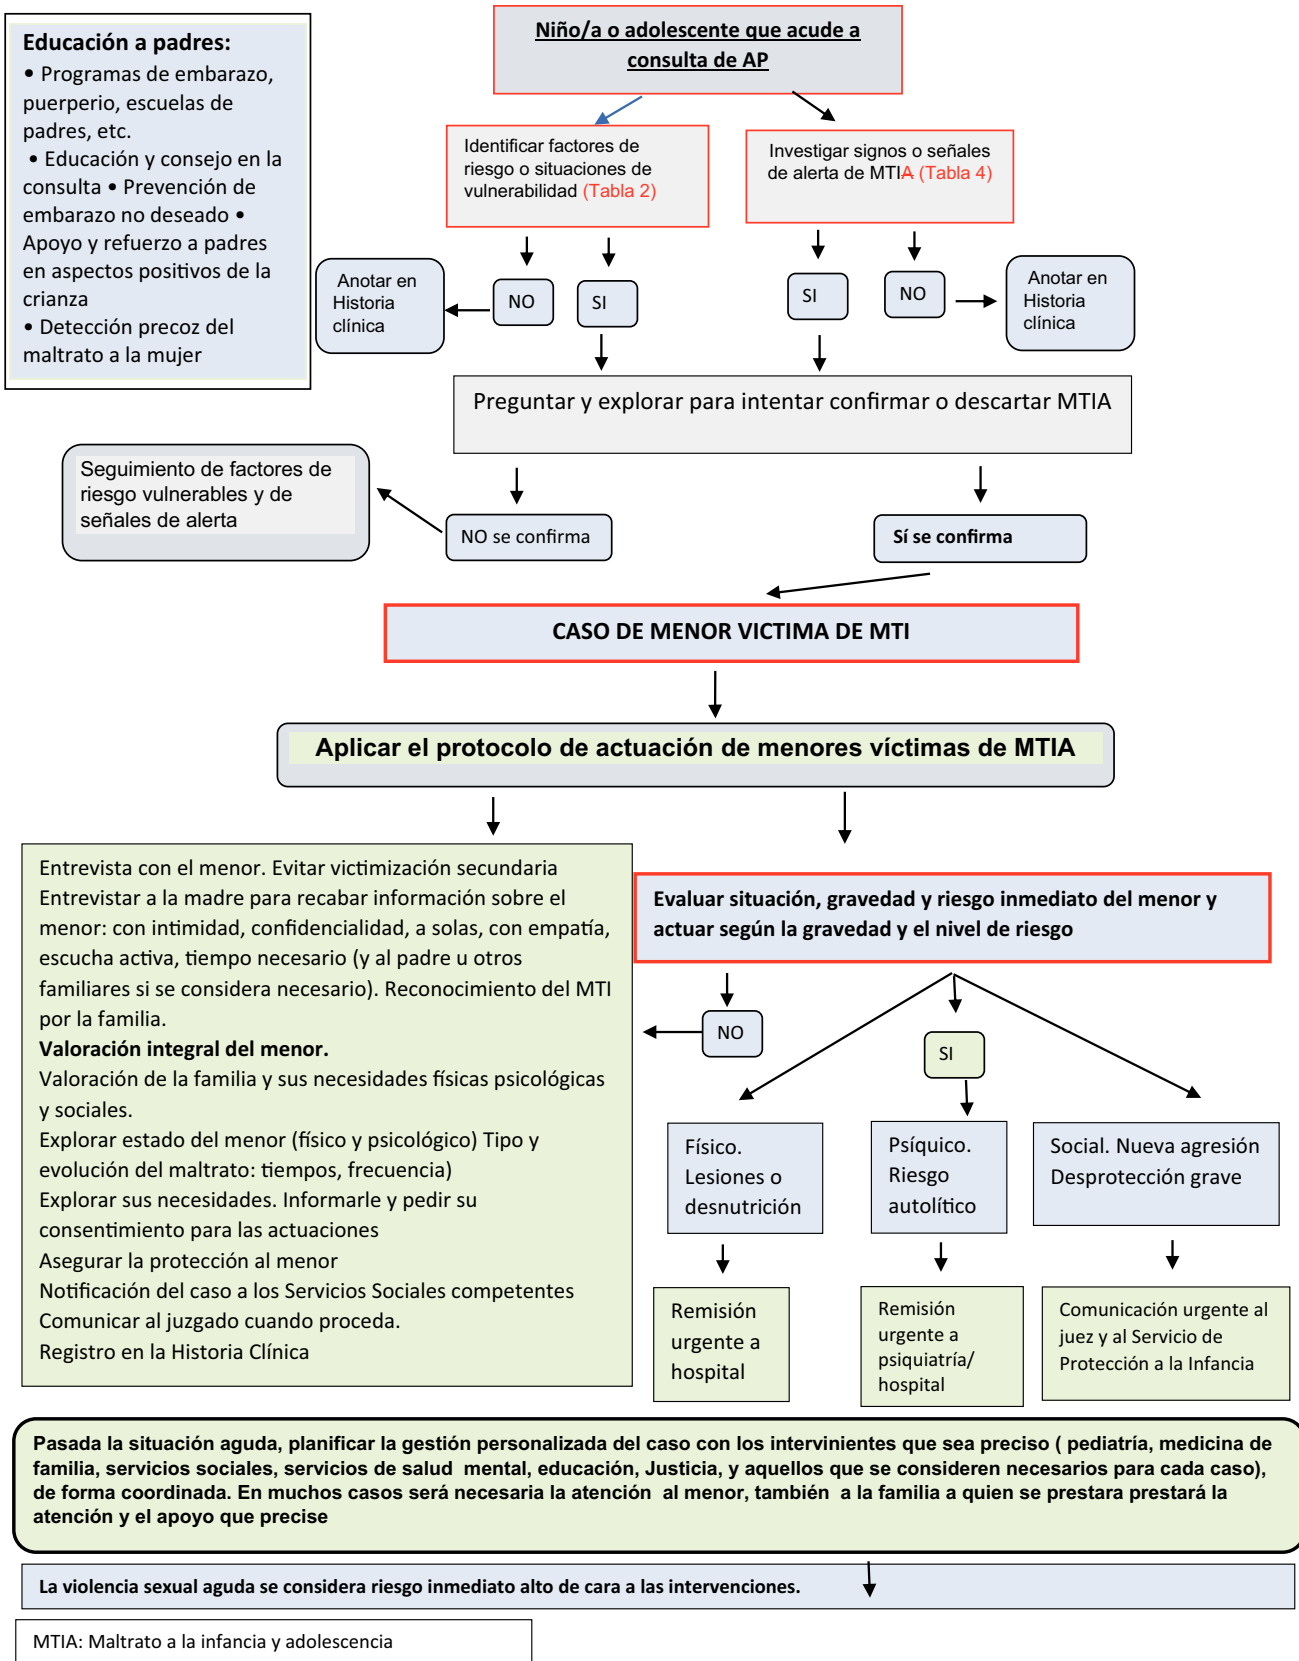 Educación a padres:
• Programas de embarazo,
puerperio, escuelas de
padres, etc.
• Educación y consejo en la
consulta • Prevención de
embarazo no deseado •
Apoyo y refuerzo a padres
en aspectos positivos de la
crianza
• Detección precoz del
maltrato a la mujer
Niño/a o adolescente que acude a
consulta de AP
Identificar factores de
riesgo o situaciones de
vulnerabilidad (Tabla 2)
Investigar signos o señales
de alerta de MTIA (Tabla 4)
Anotar en
Historia
clínica
NO
SI
SI
NO
Anotar en
Historia
clínica
Preguntar y explorar para intentar confirmar o descartar MTIA
Seguimiento de factores de
riesgo vulnerables y de
señales de alerta
NO se confirma
Sí se confirma
CASO DE MENOR VICTIMA DE MTI
Aplicar el protocolo de actuación de menores víctimas de MTIA
Entrevista con el menor. Evitar victimización secundaria
Entrevistar a la madre para recabar información sobre el
menor: con intimidad, confidencialidad, a solas, con empatía,
escucha activa, tiempo necesario (y al padre u otros
familiares si se considera necesario). Reconocimiento del MTI
por la familia.
Valoración integral del menor.
Valoración de la familia y sus necesidades físicas psicológicas
y sociales.
Explorar estado del menor (físico y psicológico) Tipo y
evolución del maltrato: tiempos, frecuencia)
Explorar sus necesidades. Informarle y pedir su
consentimiento para las actuaciones
Asegurar la protección al menor
Notificación del caso a los Servicios Sociales competentes
Comunicar al juzgado cuando proceda.
Registro en la Historia Clínica
Evaluar situación, gravedad y riesgo inmediato del menor y
actuar según la gravedad y el nivel de riesgo
NO
SI
Físico.
Lesiones o
desnutrición
Psíquico.
Riesgo
autolítico
Social. Nueva agresión
Desprotección grave
Remisión
urgente a
hospital
Remisión
urgente a
psiquiatría/
hospital
Comunicación urgente al
juez y al Servicio de
Protección a la Infancia
Pasada la situación aguda, planificar la gestión personalizada del caso con los intervinientes que sea preciso ( pediatría, medicina de
familia, servicios sociales, servicios de salud mental, educación, Justicia, y aquellos que se consideren necesarios para cada caso),
de forma coordinada. En muchos casos será necesaria la atención al menor, también a la familia a quien se prestara prestará la
atención y el apoyo que precise
La violencia sexual aguda se considera riesgo inmediato alto de cara a las intervenciones.
MTIA: Maltrato a la infancia y adolescencia